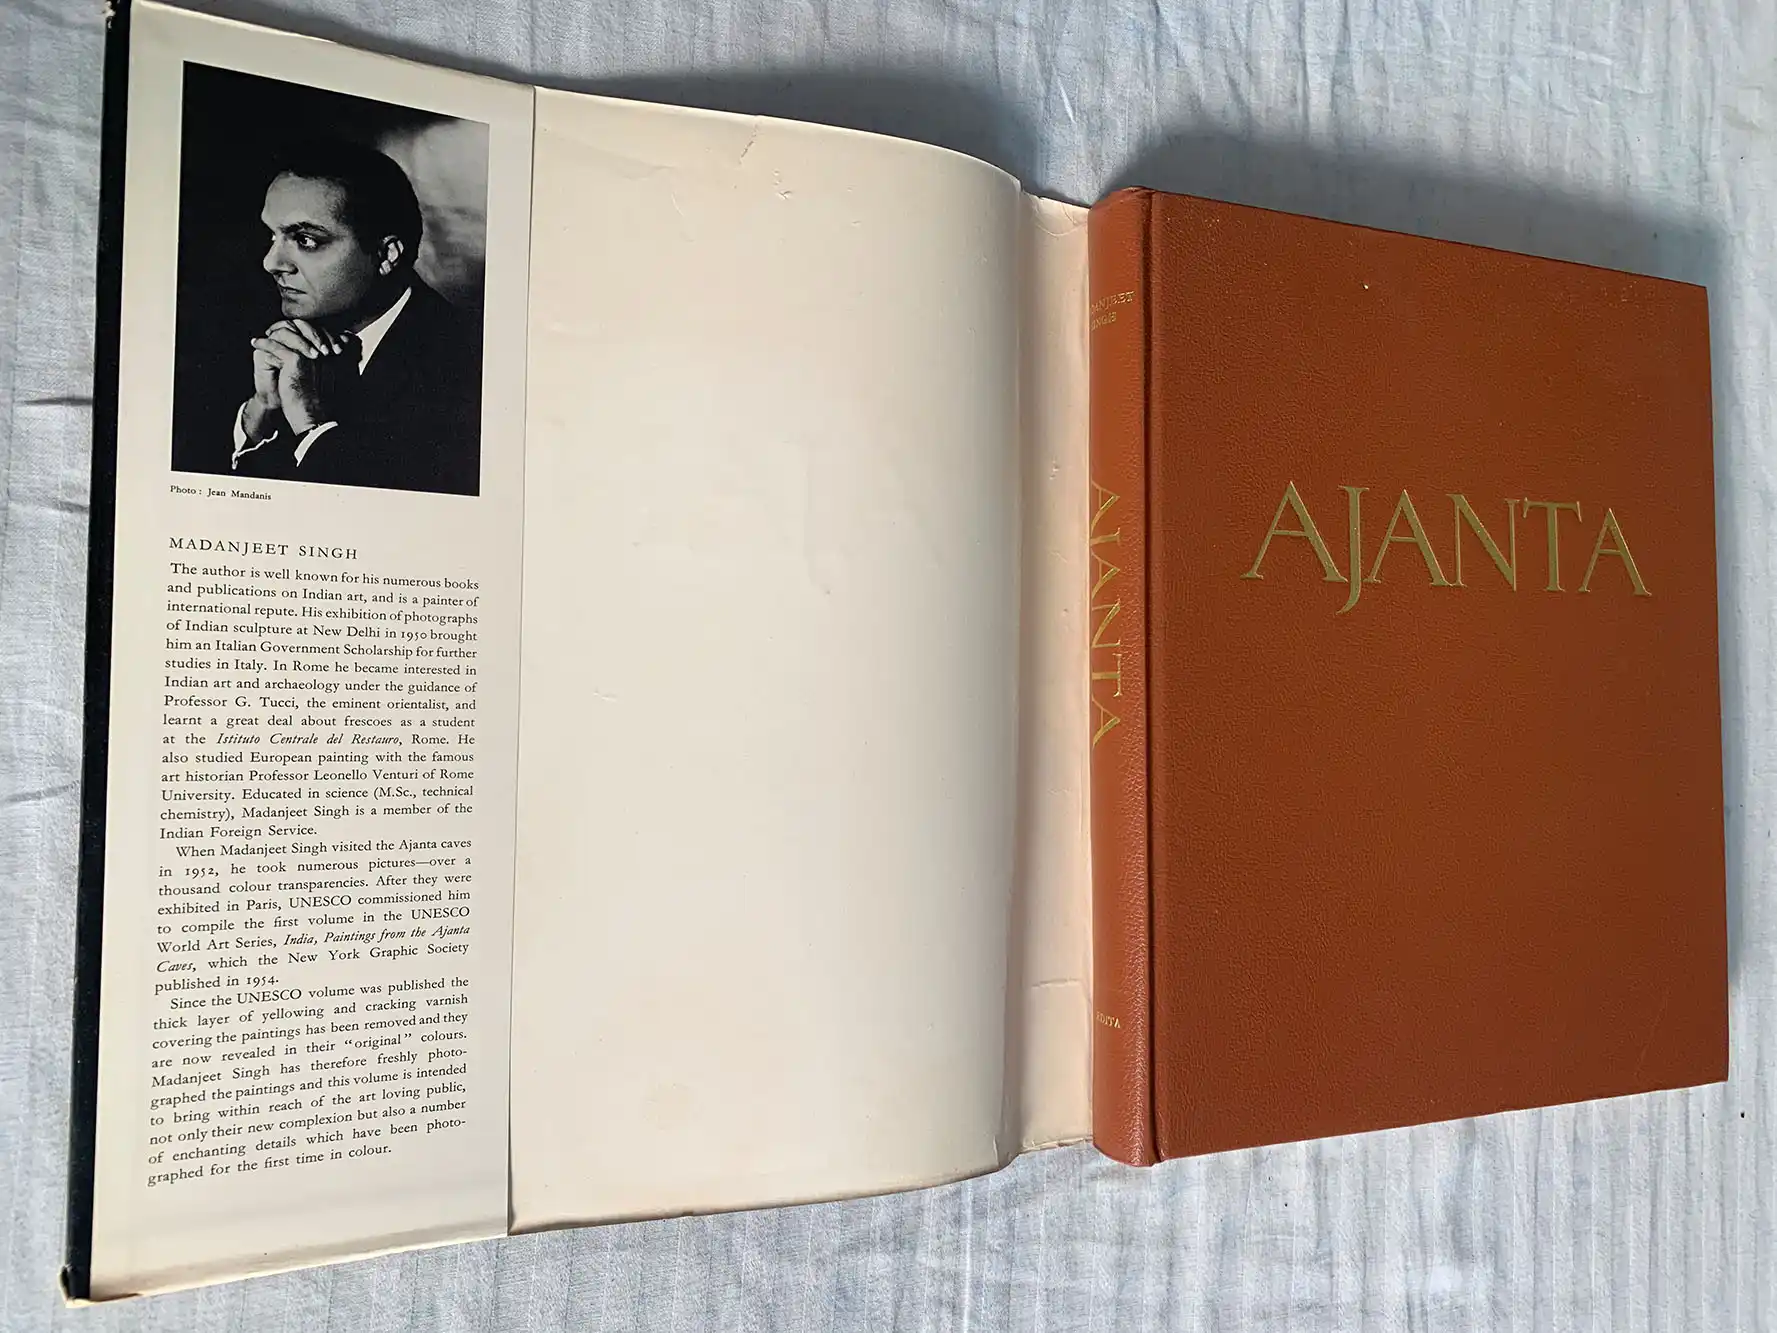 Photo : Jean Mandanis
MADANJEET SINGH
The author is well known for his numerous books
and publications on Indian art, and is a painter of
international repute. His exhibition of photographs
of Indian sculpture at New Delhi in 1950 brought
him an Italian Government Scholarship for further
studies in Italy. In Rome he became interested in
Indian art and archaeology under the guidance of
Professor G. Tucci, the eminent orientalist, and
learnt a great deal about frescoes as a student
at the Istituto Centrale del Restauro, Rome. He
also studied European painting with the famous
art historian Professor Leonello Venturi of Rome
University. Educated in science (M.Sc., technical
chemistry), Madanjeet Singh is a member of the
Indian Foreign Service.
When Madanjeet Singh visited the Ajanta caves
in 1952, he took numerous pictures—over a
thousand colour transparencies. After they were
exhibited in Paris, UNESCO commissioned him
to compile the first volume in the UNESCO
World Art Series, India, Paintings from the Ajanta
Caves, which the New York Graphic Society
published in 1954.
Since the UNESCO volume was published the
thick layer of yellowing and cracking varnish
covering the paintings has been removed and they
are now revealed in their “original” colours.
Madanjeet Singh has therefore freshly photo-
graphed the paintings and this volume is intended
to bring within reach of the art loving public,
not only their new complexion but also a number
of enchanting details which have been photo-
graphed for the first time in colour.
AJANTA
EDITA
AJANTA